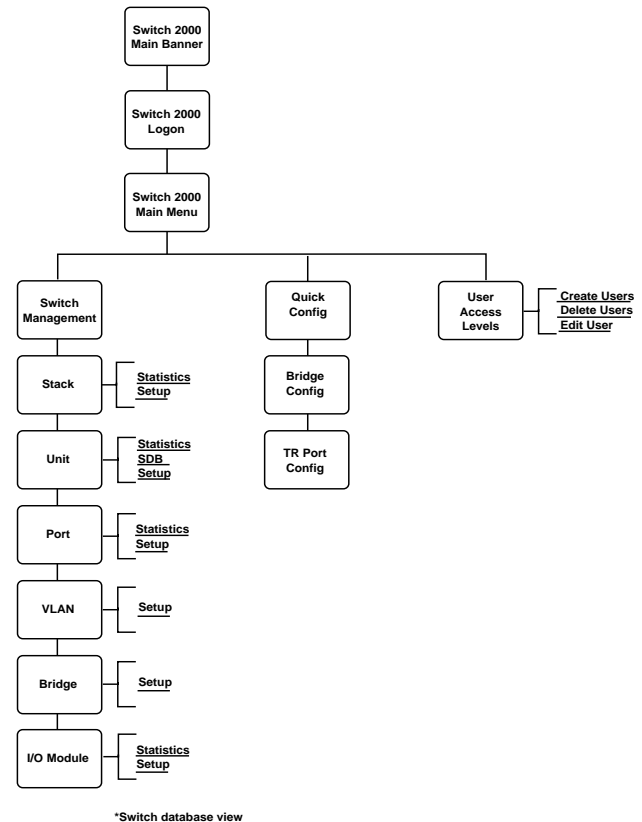 Switch 2000
Main Banner
Switch 2000
Logon
Switch 2000
Main Menu
Switch
Management
Quick
Config
User
Access
Levels
Create Users
Delete Users
Edit User
Stack
Statistics
Setup
Bridge
Config
Unit
Statistics
SDB
Setup
TR Port
Config
Port
Statistics
Setup
VLAN
Setup
Bridge
Setup
I/O Module
Statistics
Setup
*Switch database view